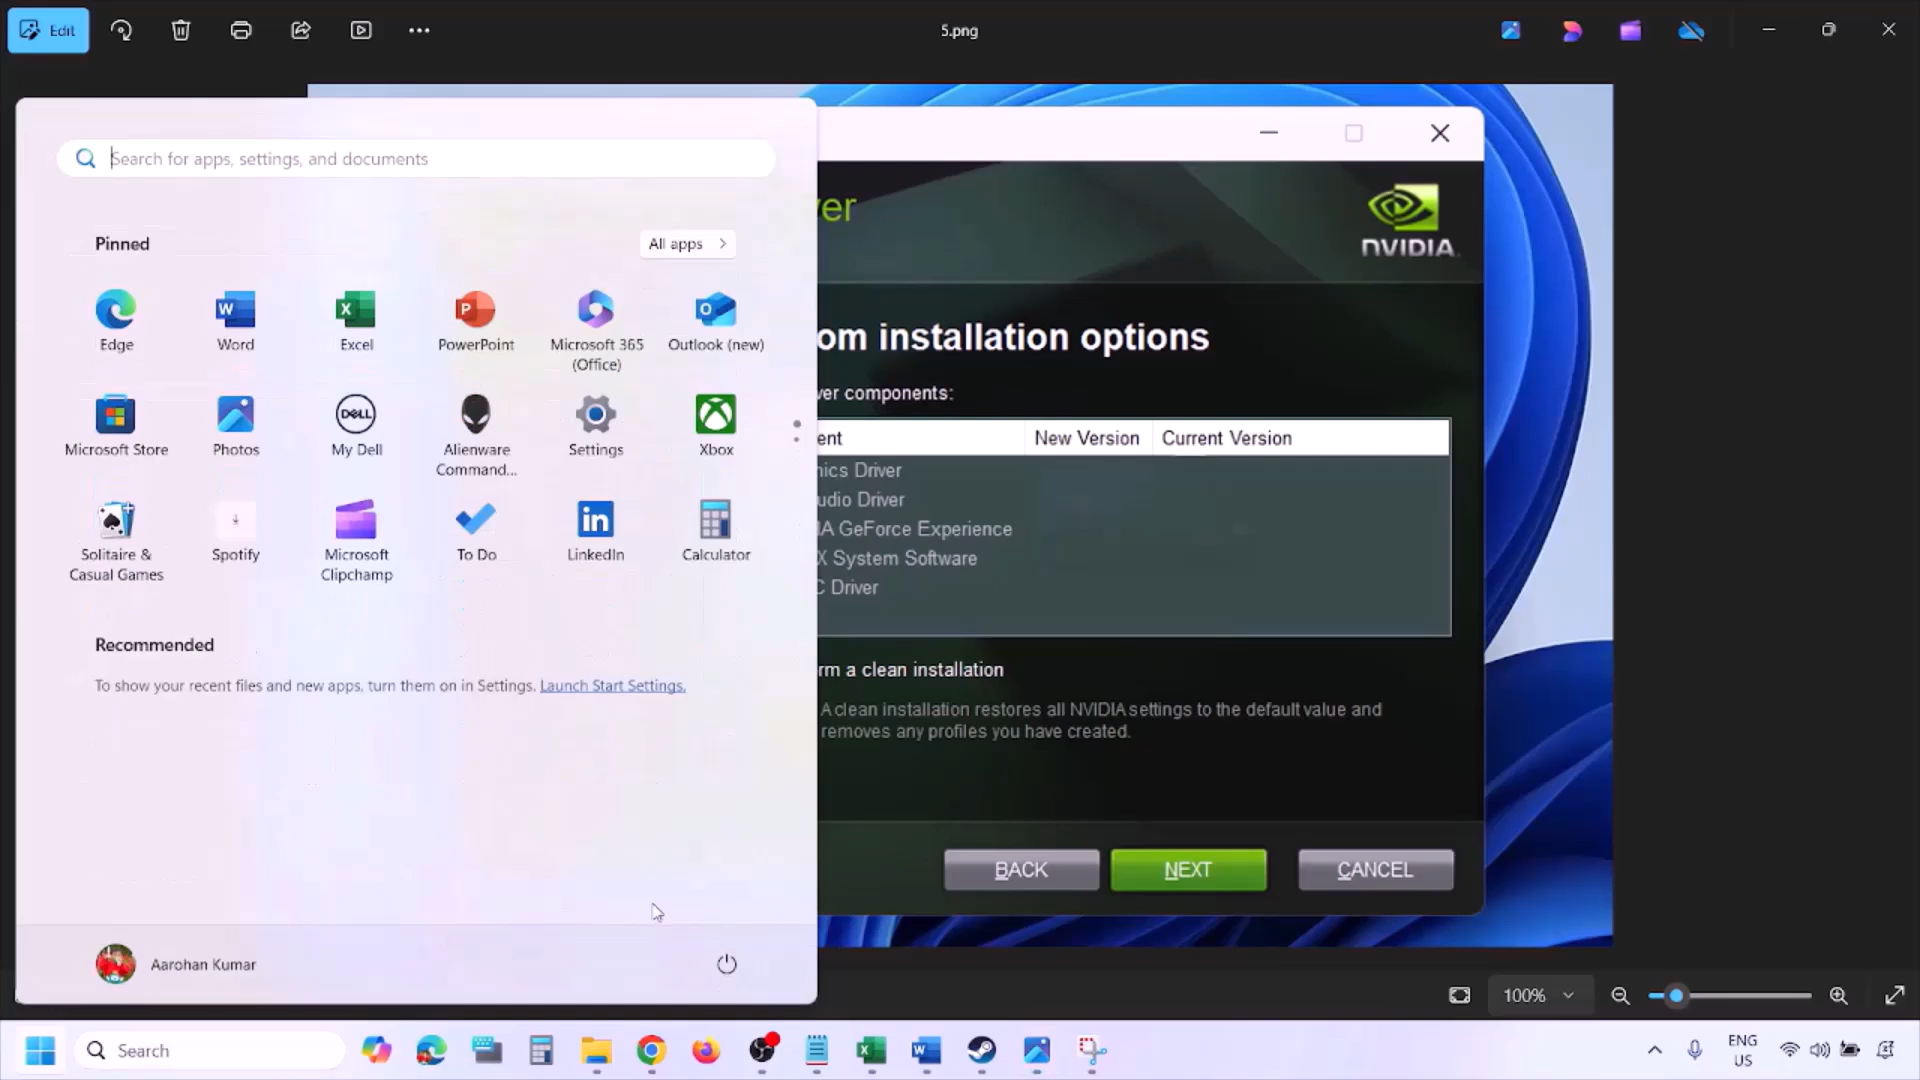 Edit
5.png
Search for apps, settings, and documents
Pinned
All apps
Edge
Word
Excel
PowerPoint
Microsoft 365
(Office)
Outlook (new)
Microsoft Store
Photos
DELL
My Dell
Alienware
Command...
Settings
Xbox
Solitaire &
Casual Games
Spotify
Microsoft
Clipchamp
To Do
LinkedIn
Calculator
Recommended
To show your recent files and new apps, turn them on in Settings. Launch Start Settings.
Aarohan Kumar
ver
NVIDIA.
om installation options
ver components:
ent New Version Current Version
hics Driver
udio Driver
IA GeForce Experience
X System Software
C Driver
rm a clean installation
A clean installation restores all NVIDIA settings to the default value and
removes any profiles you have created.
BACK NEXT CANCEL
100%
Search
ENG
US